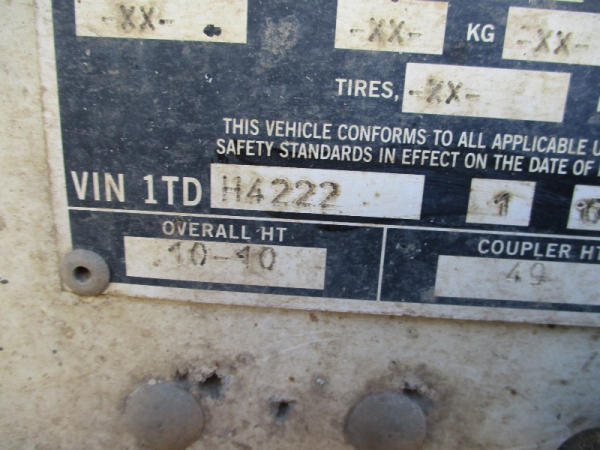 -XX- -XX- KG -XX-
TIRES, -XX-
THIS VEHICLE CONFORMS TO ALL APPLICABLE
SAFETY STANDARDS IN EFFECT ON THE DATE OF
VIN 1TD H4222 1
OVERALL HT COUPLER HT
10-10 49